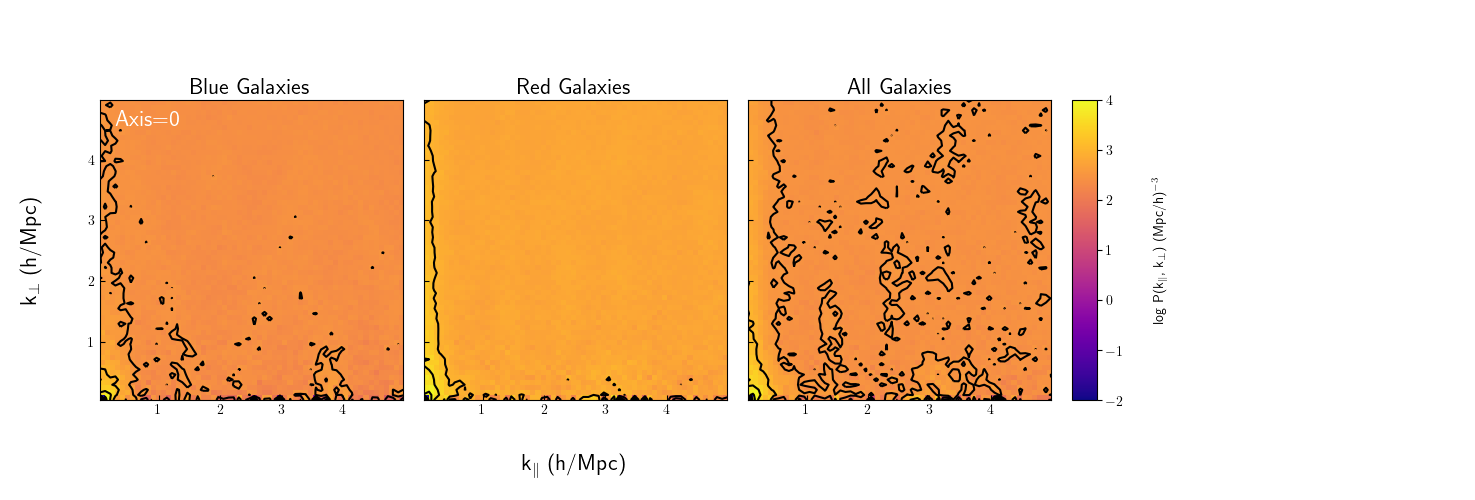 Blue Galaxies
Red Galaxies
All Galaxies
Axis=0
k⊥ (h/Mpc)
4
3
2
1
1 2 3 4
1 2 3 4
1 2 3 4
k∥ (h/Mpc)
4
3
2
1
0
−1
−2
log P(k∥, k⊥) (Mpc/h)⁻³